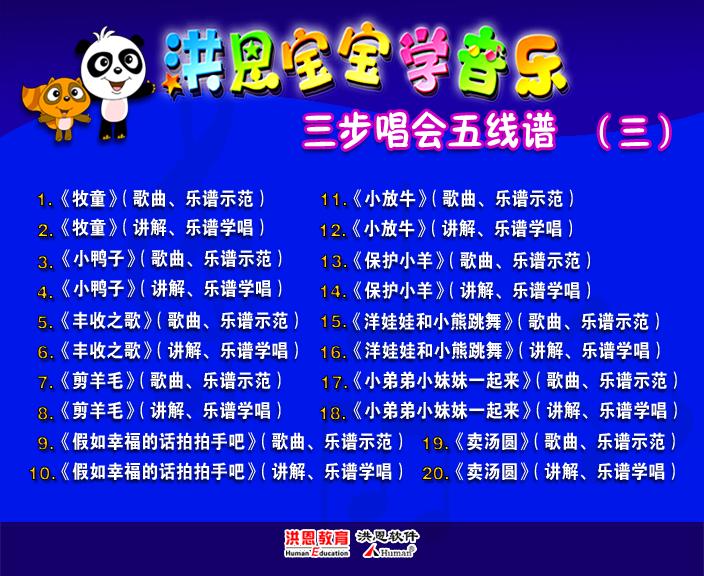 洪恩宝宝学音乐
三步唱会五线谱 （三）
1.《牧童》（歌曲、乐谱示范）
2.《牧童》（讲解、乐谱学唱）
3.《小鸭子》（歌曲、乐谱示范）
4.《小鸭子》（讲解、乐谱学唱）
5.《丰收之歌》（歌曲、乐谱示范）
6.《丰收之歌》（讲解、乐谱学唱）
7.《剪羊毛》（歌曲、乐谱示范）
8.《剪羊毛》（讲解、乐谱学唱）
9.《假如幸福的话拍拍手吧》（歌曲、乐谱示范）
10.《假如幸福的话拍拍手吧》（讲解、乐谱学唱）
11.《小放牛》（歌曲、乐谱示范）
12.《小放牛》（讲解、乐谱学唱）
13.《保护小羊》（歌曲、乐谱示范）
14.《保护小羊》（讲解、乐谱学唱）
15.《洋娃娃和小熊跳舞》（歌曲、乐谱示范）
16.《洋娃娃和小熊跳舞》（讲解、乐谱学唱）
17.《小弟弟小妹妹一起来》（歌曲、乐谱示范）
18.《小弟弟小妹妹一起来》（讲解、乐谱学唱）
19.《卖汤圆》（歌曲、乐谱示范）
20.《卖汤圆》（讲解、乐谱学唱）
洪恩教育 洪恩软件
Human Education Human®